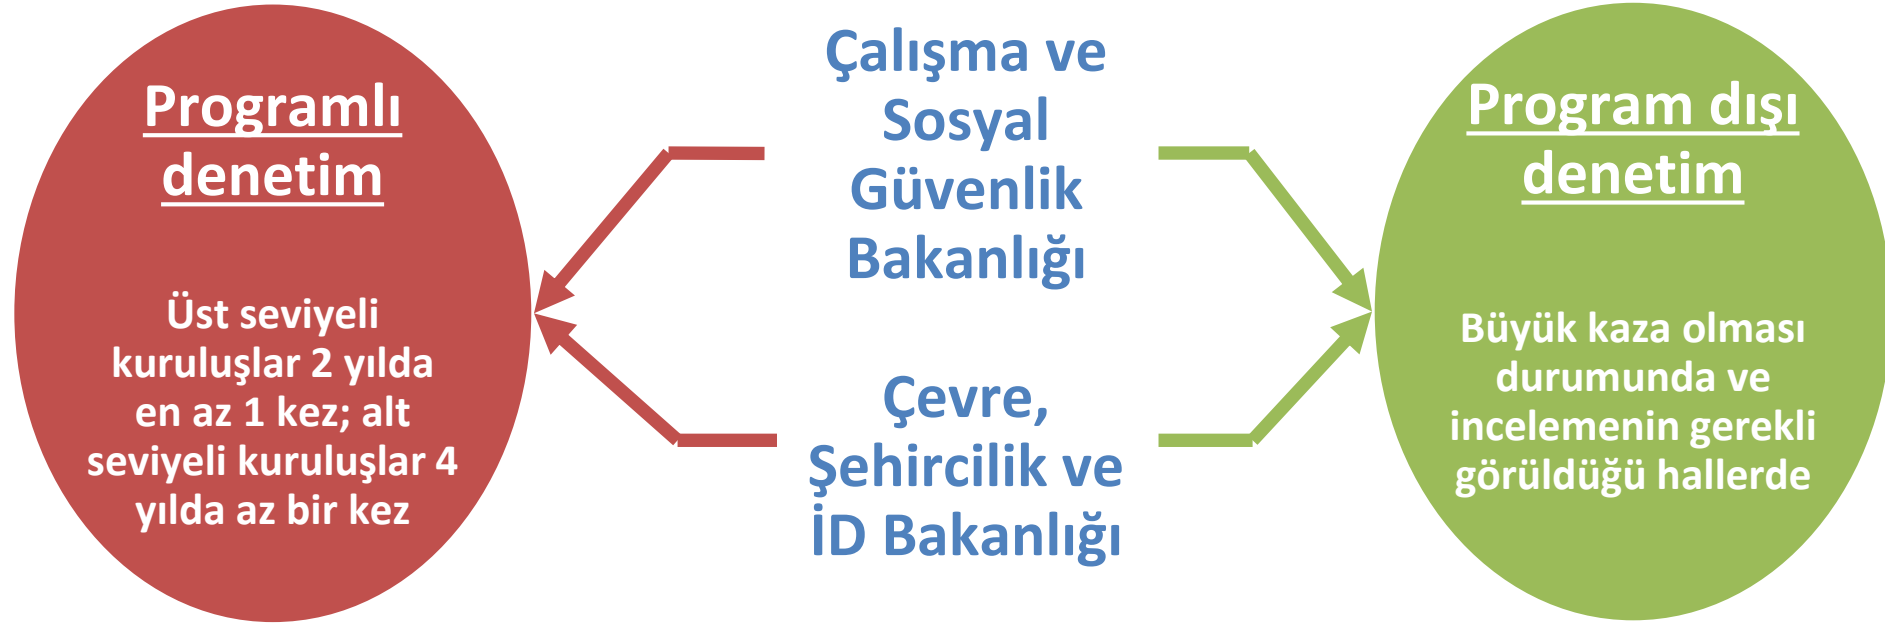 Programlı
denetim
Üst seviyeli
kuruluşlar 2 yılda
en az 1 kez; alt
seviyeli kuruluşlar 4
yılda az bir kez
Çalışma ve
Sosyal
Güvenlik
Bakanlığı
Çevre,
Şehircilik ve
İD Bakanlığı
Program dışı
denetim
Büyük kaza olması
durumunda ve
incelemenin gerekli
görüldüğü hallerde